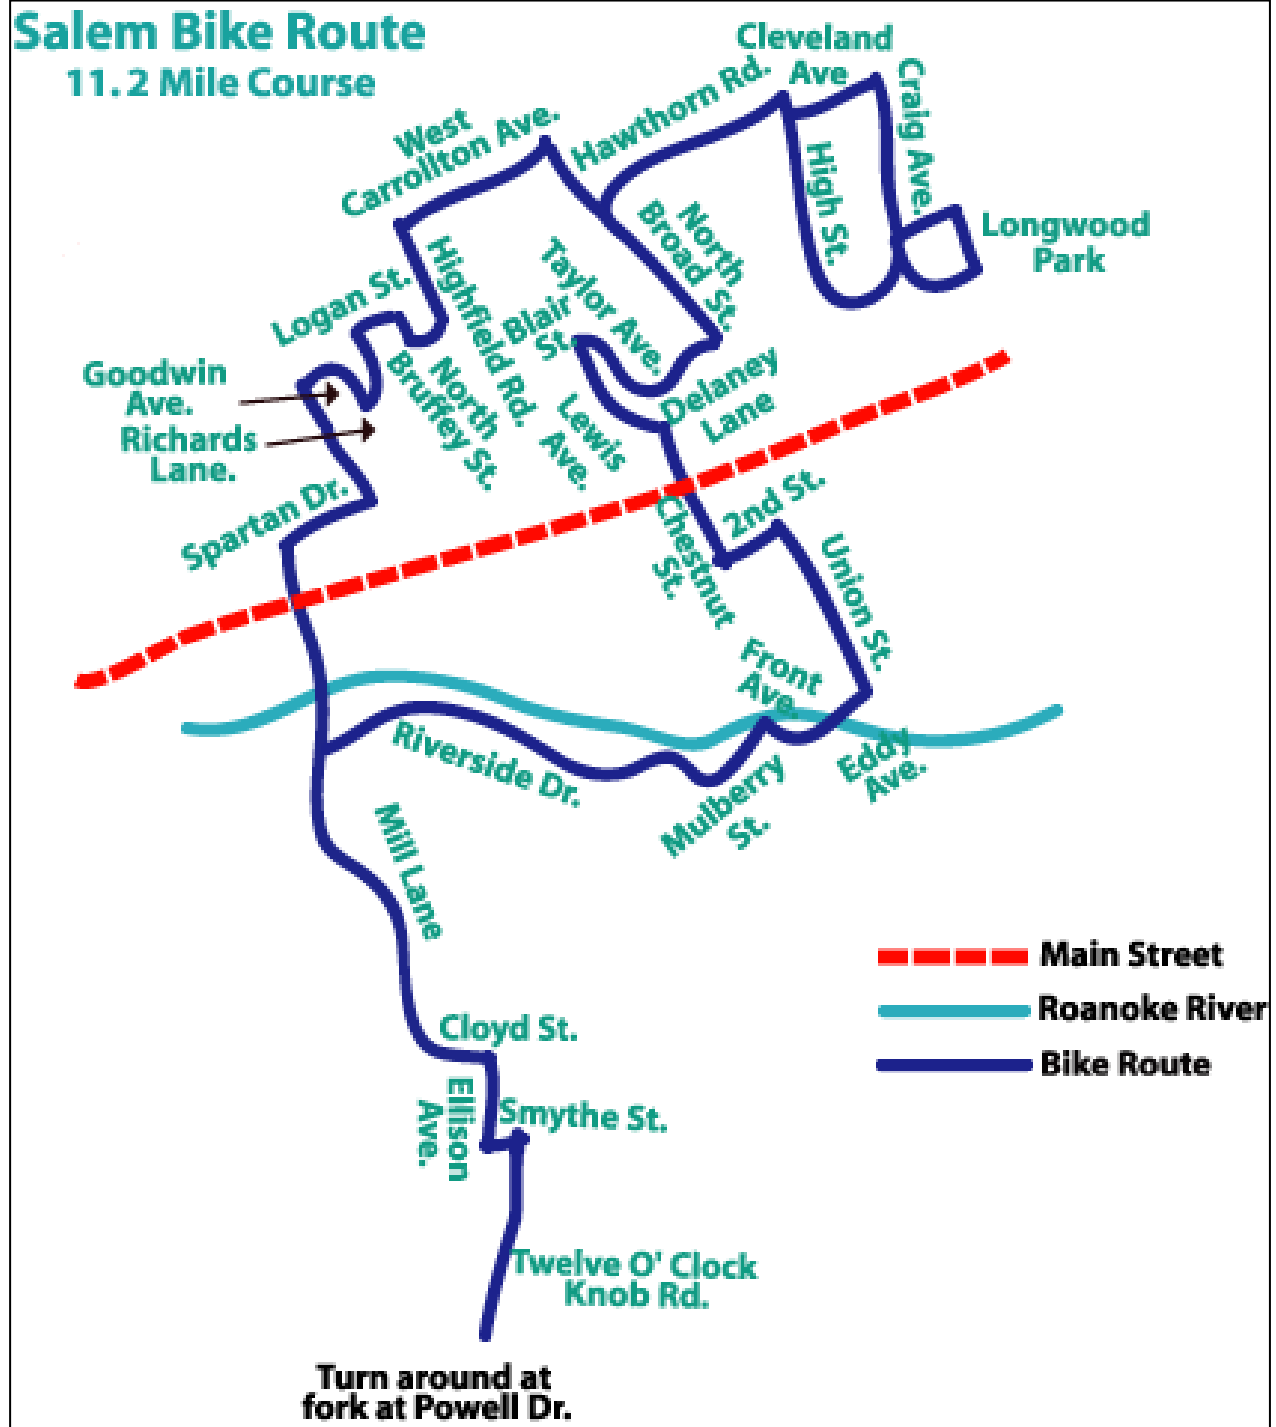 Salem Bike Route
11.2 Mile Course
Cleveland
Ave
Hawthorn Rd.
Craig Ave.
West
Carrollton Ave.
High St.
North
Broad St.
Longwood
Park
Taylor Ave.
Highfield Rd.
Logan St.
Blair
St.
Goodwin
Ave.
Richards
Lane.
North
Bruffey St.
Lewis
Ave.
Delaney
Lane
Spartan Dr.
2nd St.
Chestnut
St.
Union St.
Front
Ave.
Riverside Dr.
Eddy
Ave.
Mulberry
St.
Mill Lane
Main Street
Roanoke River
Bike Route
Cloyd St.
Ellison
Ave.
Smythe St.
Twelve O' Clock
Knob Rd.
Turn around at
fork at Powell Dr.